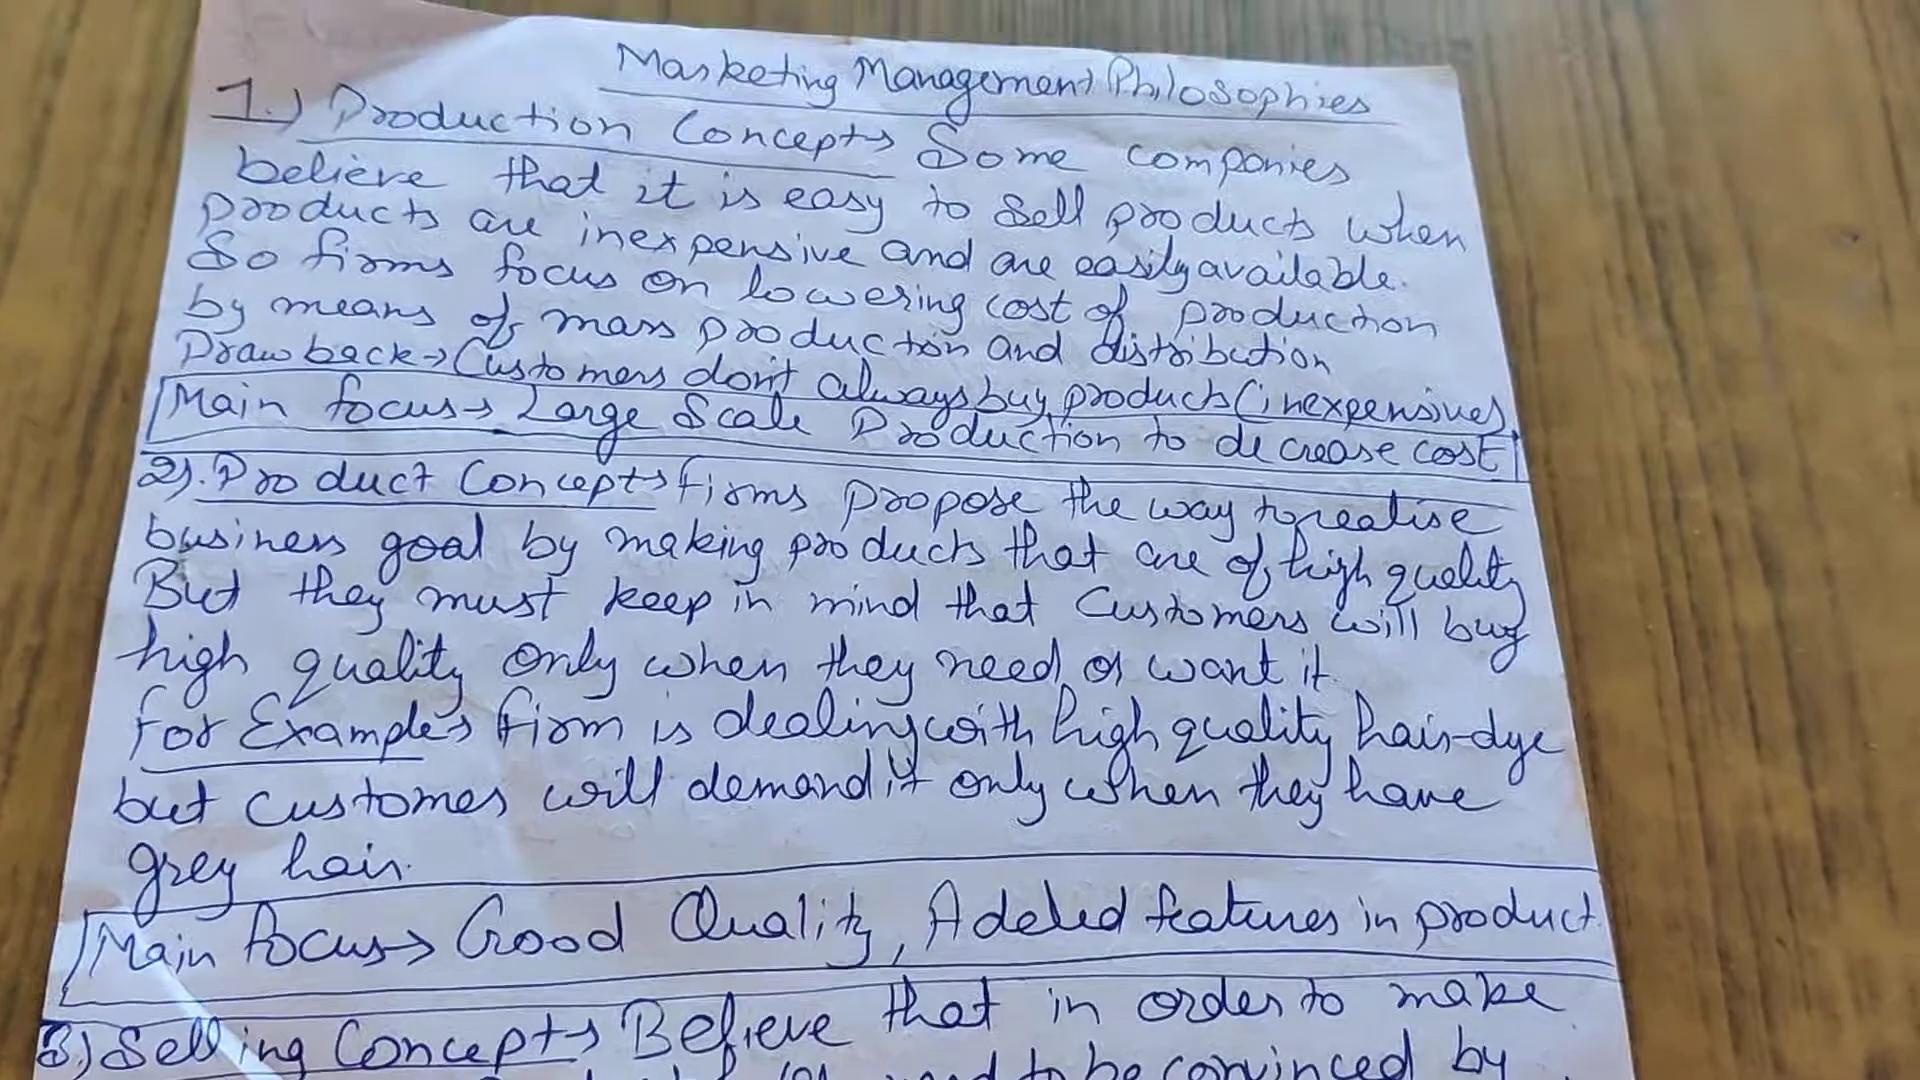 Marketing Management Philosophies
1.) Production Concept→ Some companies
believe that it is easy to sell products when
products are inexpensive and are easily available.
So firms focus on lowering cost of production
by means of mass production and distribution
Drawback→ Customers don't always buy products (inexpensive)
Main focus→ Large Scale Production to decrease cost
2). Product Concept→ firms propose the way to realise
business goal by making products that are of high quality
But they must keep in mind that Customers will buy
high quality only when they need or want it.
For Example→ firm is dealing with high quality hair-dye
but customers will demand it only when they have
grey hair.
Main focus→ Good Quality, Added features in product.
3.) Selling Concept→ Believe that in order to make
need to be convinced by